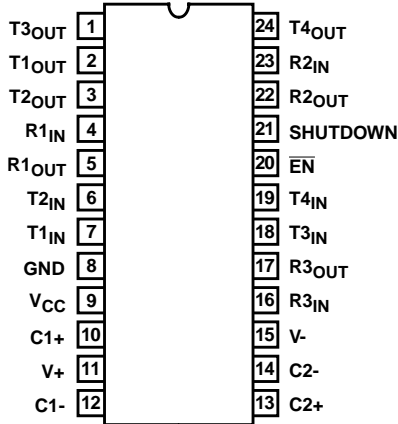 T3OUT 1 24 T4OUT
T1OUT 2 23 R2IN
T2OUT 3 22 R2OUT
R1IN 4 21 SHUTDOWN
R1OUT 5 20 E̅N̅
T2IN 6 19 T4IN
T1IN 7 18 T3IN
GND 8 17 R3OUT
VCC 9 16 R3IN
C1+ 10 15 V-
V+ 11 14 C2-
C1- 12 13 C2+